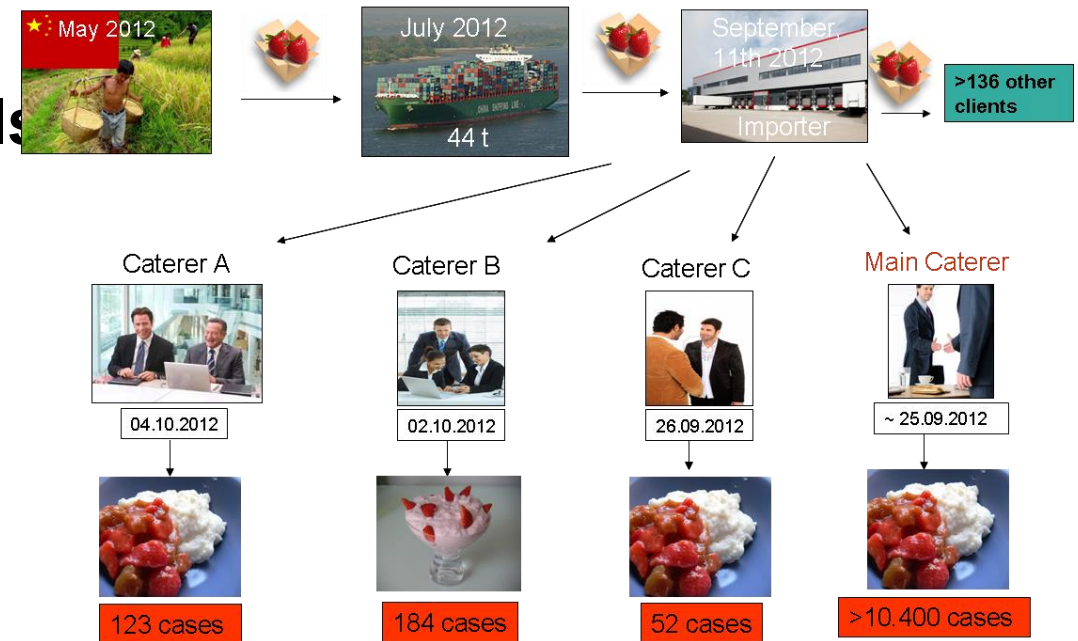 May 2012
July 2012
44 t
September,
11th 2012
Importer
>136 other
clients
Caterer A
Caterer B
Caterer C
Main Caterer
04.10.2012
02.10.2012
26.09.2012
~ 25.09.2012
123 cases
184 cases
52 cases
>10.400 cases